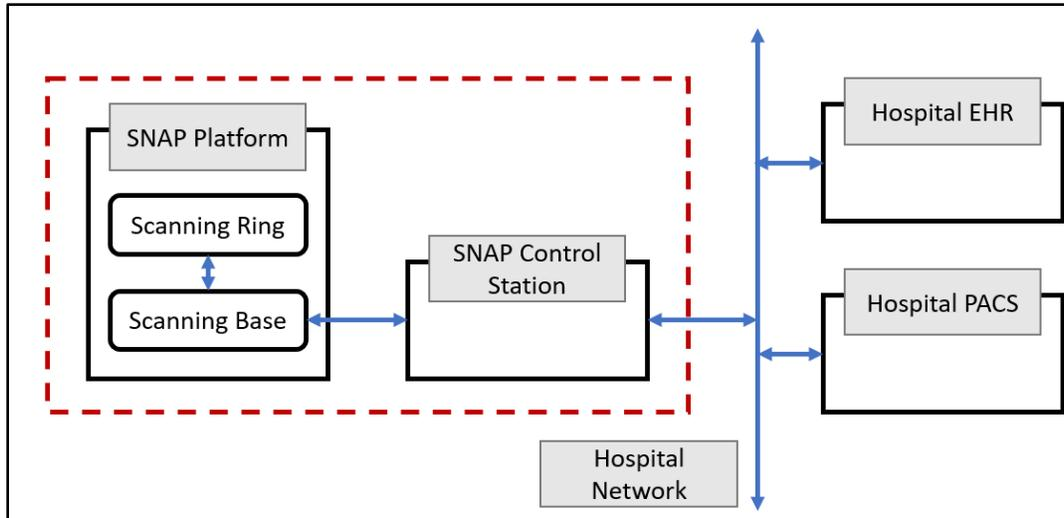 SNAP Platform
Scanning Ring
Scanning Base
SNAP Control
Station
Hospital
Network
Hospital EHR
Hospital PACS